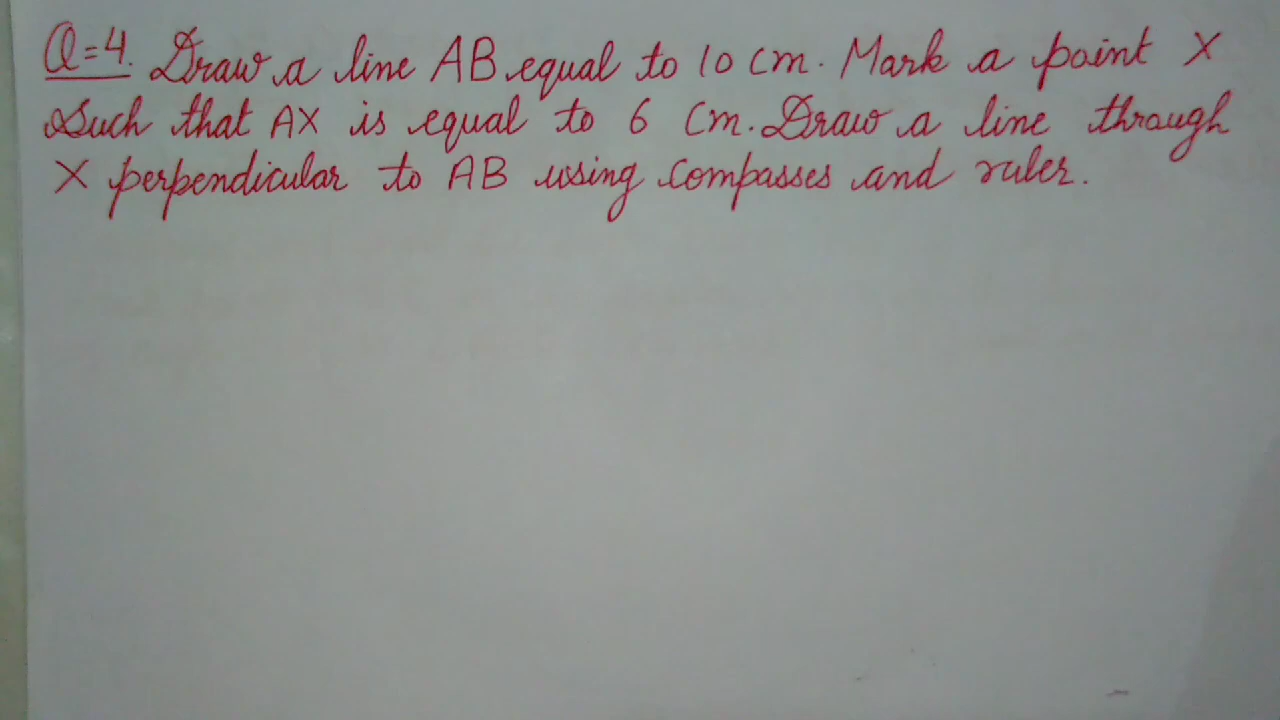 Q=4. Draw a line AB equal to 10 cm. Mark a point X
Such that AX is equal to 6 cm. Draw a line through
X perpendicular to AB using compasses and ruler.